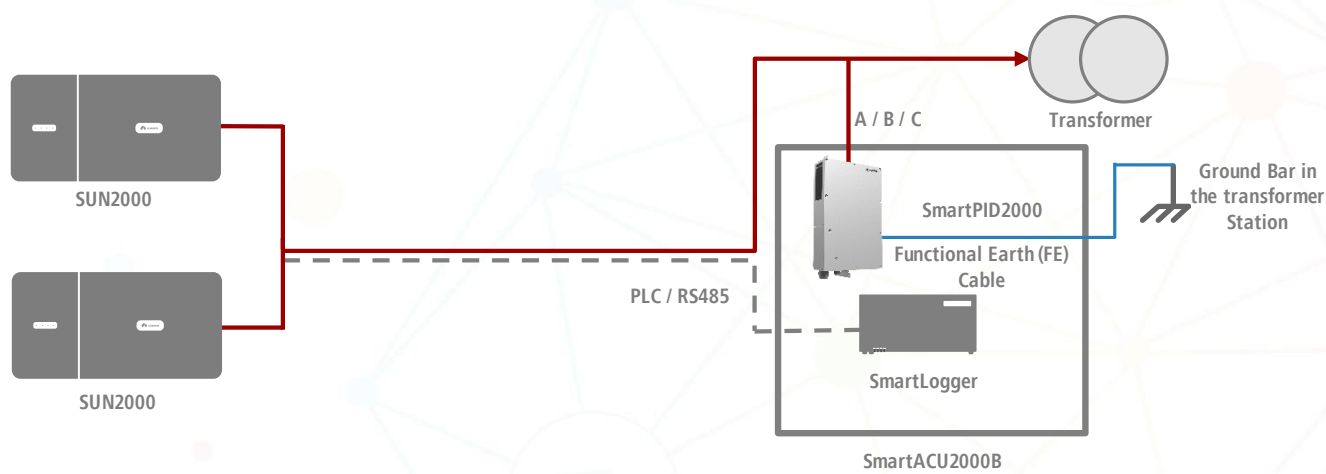 SUN2000
SUN2000
PLC / RS485
A / B / C
Transformer
SmartPID2000
Functional Earth (FE)
Cable
Ground Bar in
the transformer
Station
SmartLogger
SmartACU2000B